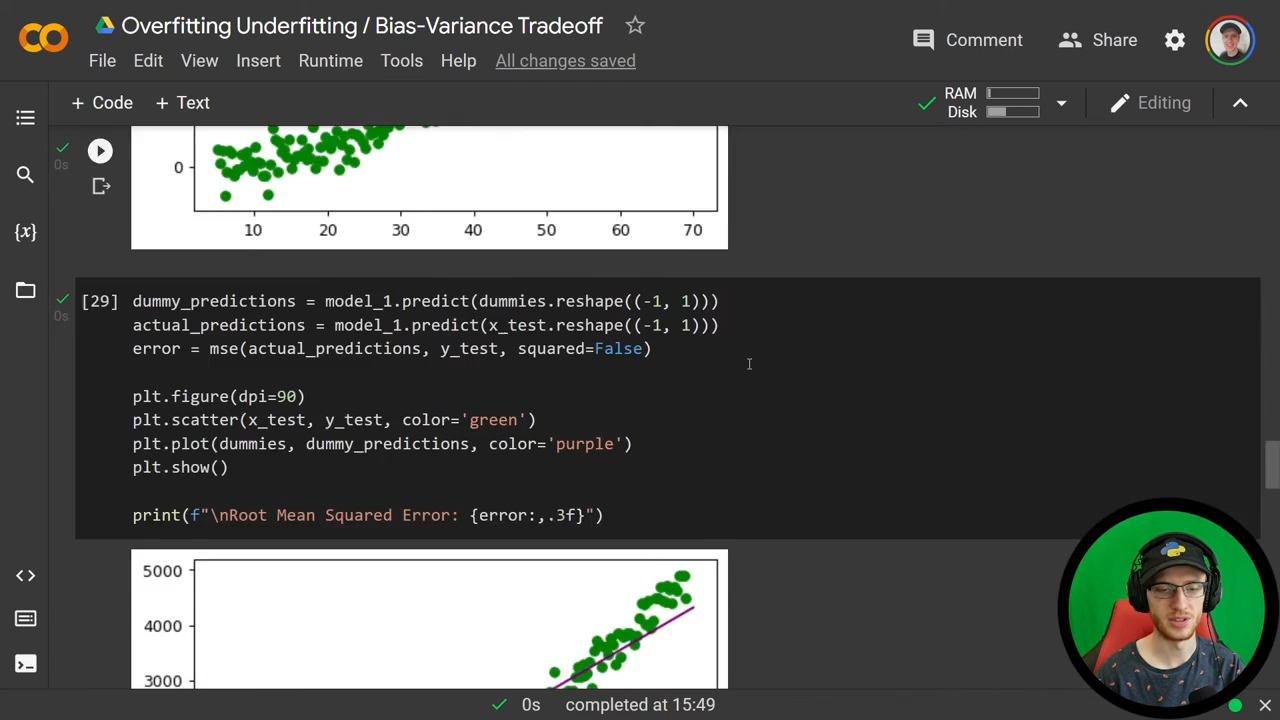 Overfitting Underfitting / Bias-Variance Tradeoff
Comment
Share
File Edit View Insert Runtime Tools Help All changes saved
+ Code + Text
RAM
Disk
Editing
0s
0
10 20 30 40 50 60 70
[29] dummy_predictions = model_1.predict(dummies.reshape((-1, 1)))
0s
actual_predictions = model_1.predict(x_test.reshape((-1, 1)))
error = mse(actual_predictions, y_test, squared=False)
plt.figure(dpi=90)
plt.scatter(x_test, y_test, color='green')
plt.plot(dummies, dummy_predictions, color='purple')
plt.show()
print(f"\nRoot Mean Squared Error: {error:,.3f}")
5000
4000
3000
{x}
0s completed at 15:49